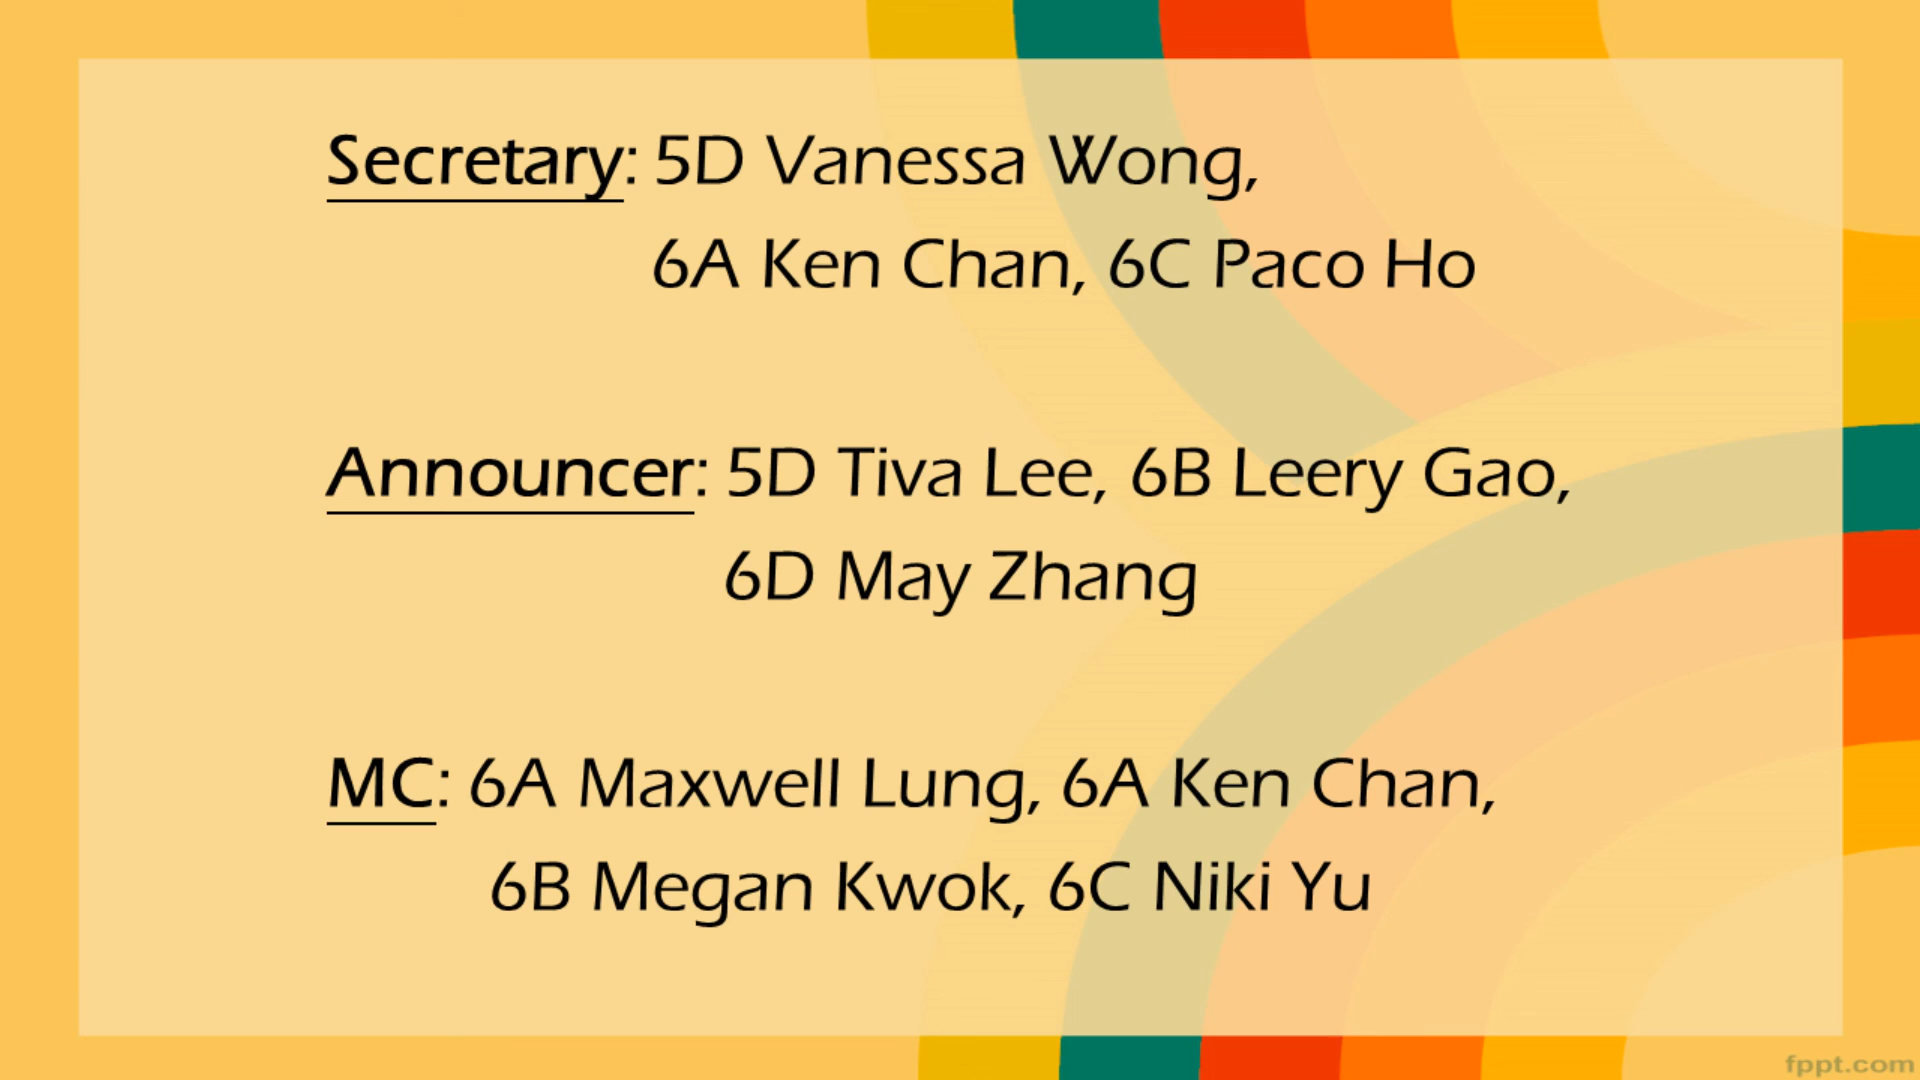 Secretary: 5D Vanessa Wong,
6A Ken Chan, 6C Paco Ho
Announcer: 5D Tiva Lee, 6B Leery Gao,
6D May Zhang
MC: 6A Maxwell Lung, 6A Ken Chan,
6B Megan Kwok, 6C Niki Yu
fppt.com